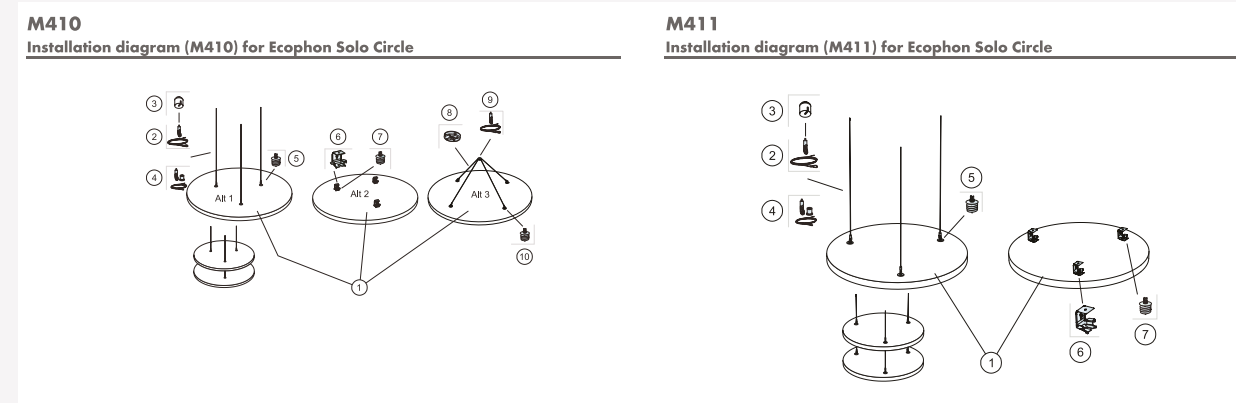 M410
Installation diagram (M410) for Ecophon Solo Circle
3
2
4
5
Alt 1
6
7
Alt 2
8
9
Alt 3
10
1
M411
Installation diagram (M411) for Ecophon Solo Circle
3
2
4
5
1
6
7